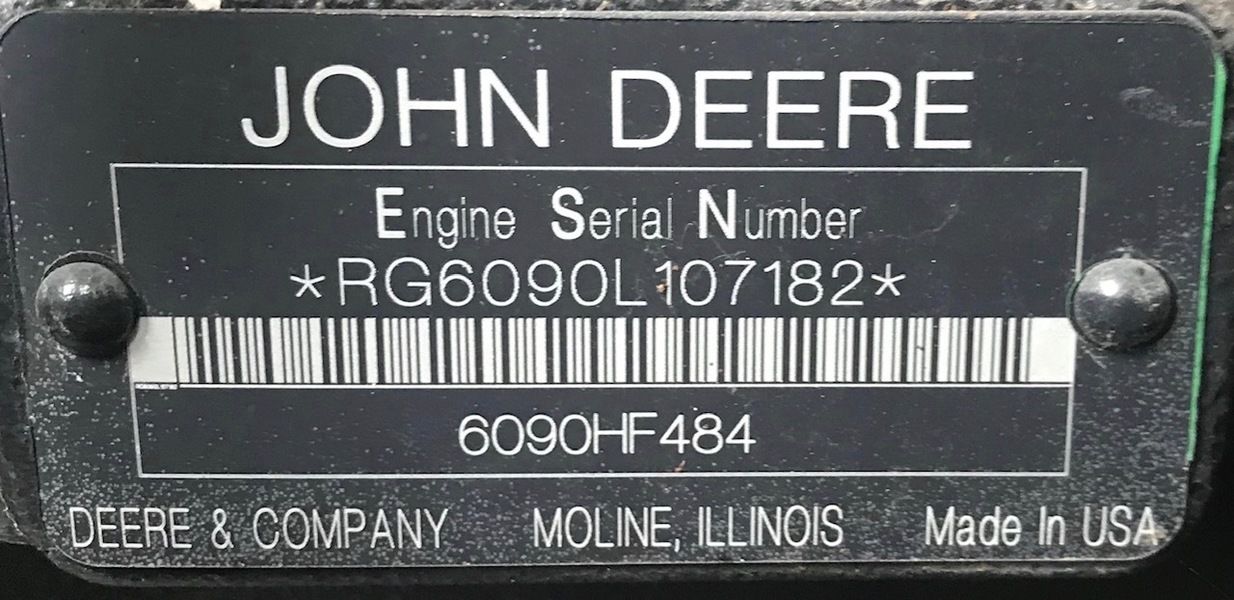 JOHN DEERE
Engine Serial Number
*RG6090L107182*
6090HF484
DEERE & COMPANY MOLINE, ILLINOIS Made In USA